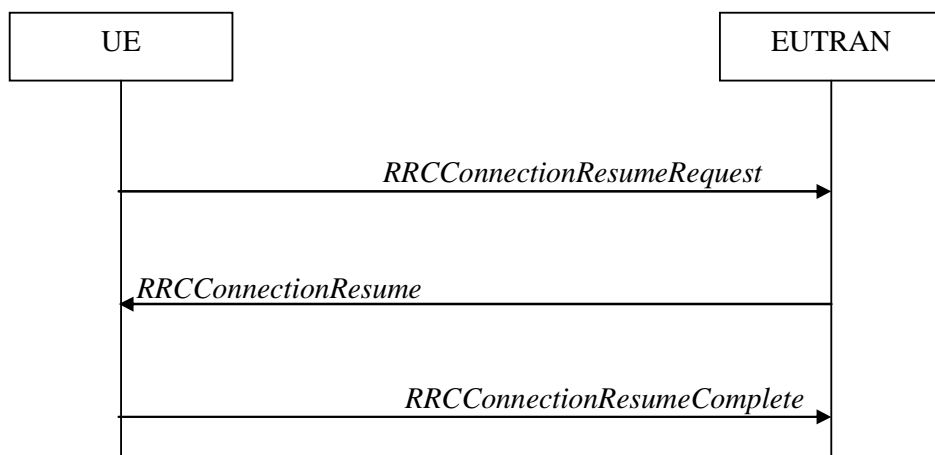 UE
EUTRAN
RRCConnectionResumeRequest
RRCConnectionResume
RRCConnectionResumeComplete